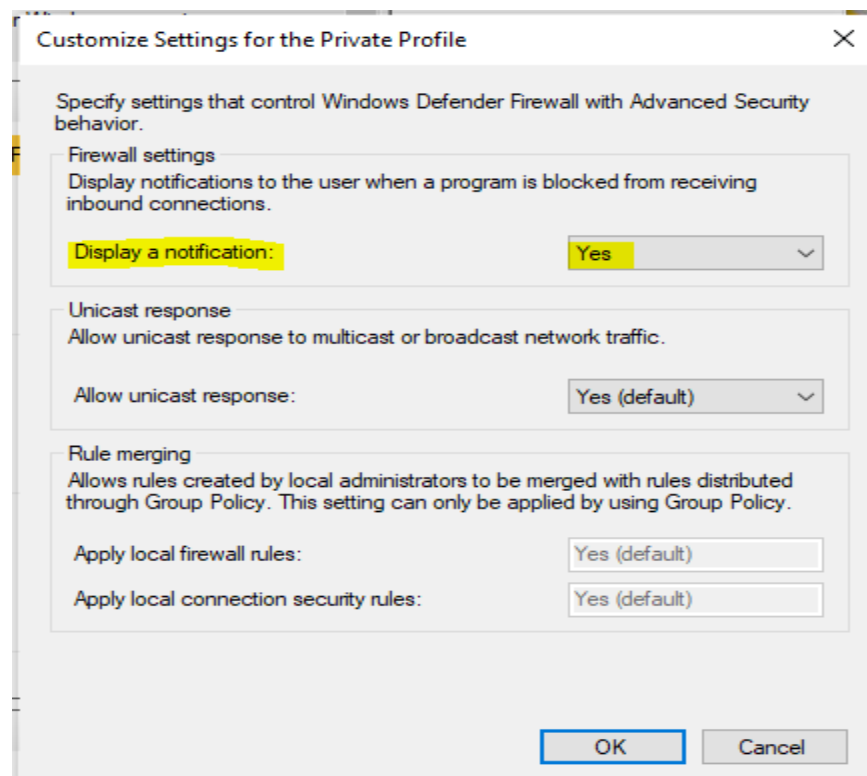 Customize Settings for the Private Profile
Specify settings that control Windows Defender Firewall with Advanced Security
behavior.
Firewall settings
Display notifications to the user when a program is blocked from receiving
inbound connections.
Display a notification: Yes
Unicast response
Allow unicast response to multicast or broadcast network traffic.
Allow unicast response: Yes (default)
Rule merging
Allows rules created by local administrators to be merged with rules distributed
through Group Policy. This setting can only be applied by using Group Policy.
Apply local firewall rules: Yes (default)
Apply local connection security rules: Yes (default)
OK Cancel